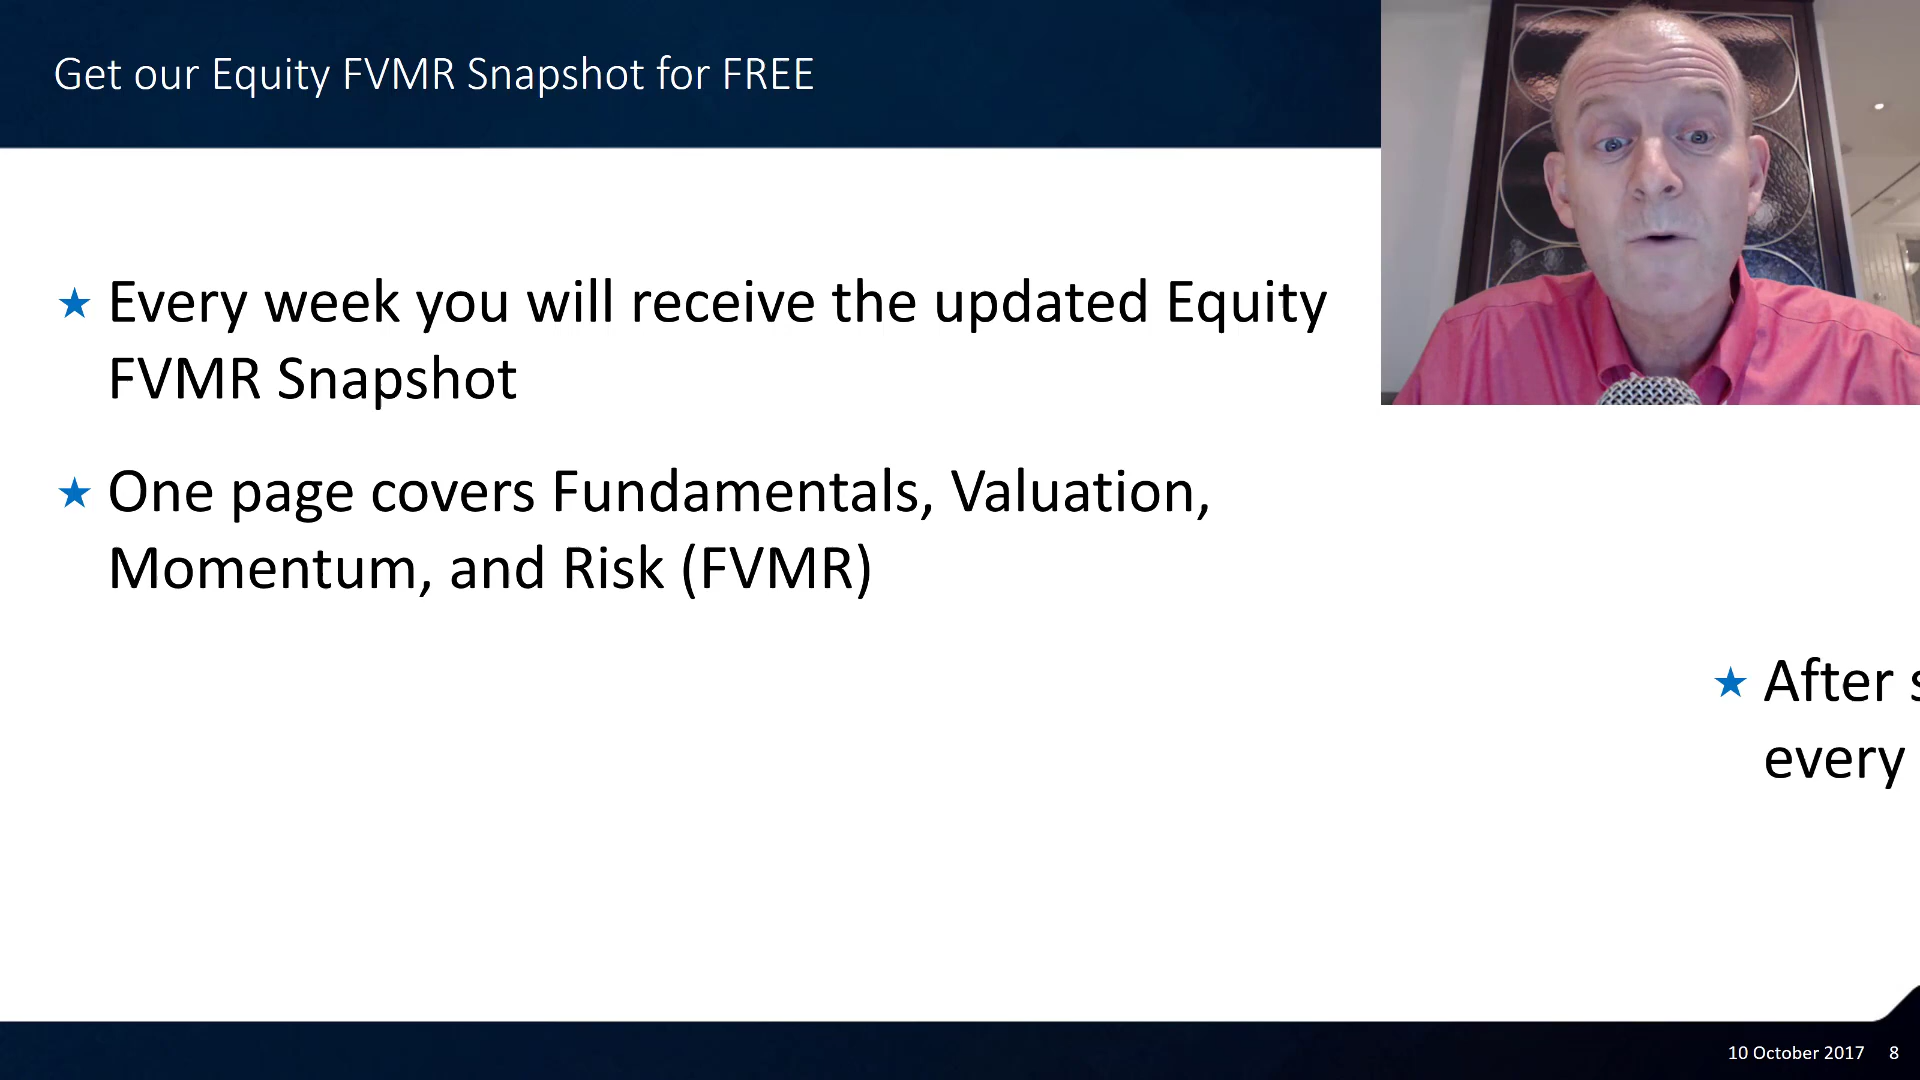 Get our Equity FVMR Snapshot for FREE
★ Every week you will receive the updated Equity
FVMR Snapshot
★ One page covers Fundamentals, Valuation,
Momentum, and Risk (FVMR)
★ After s
every
10 October 2017 8